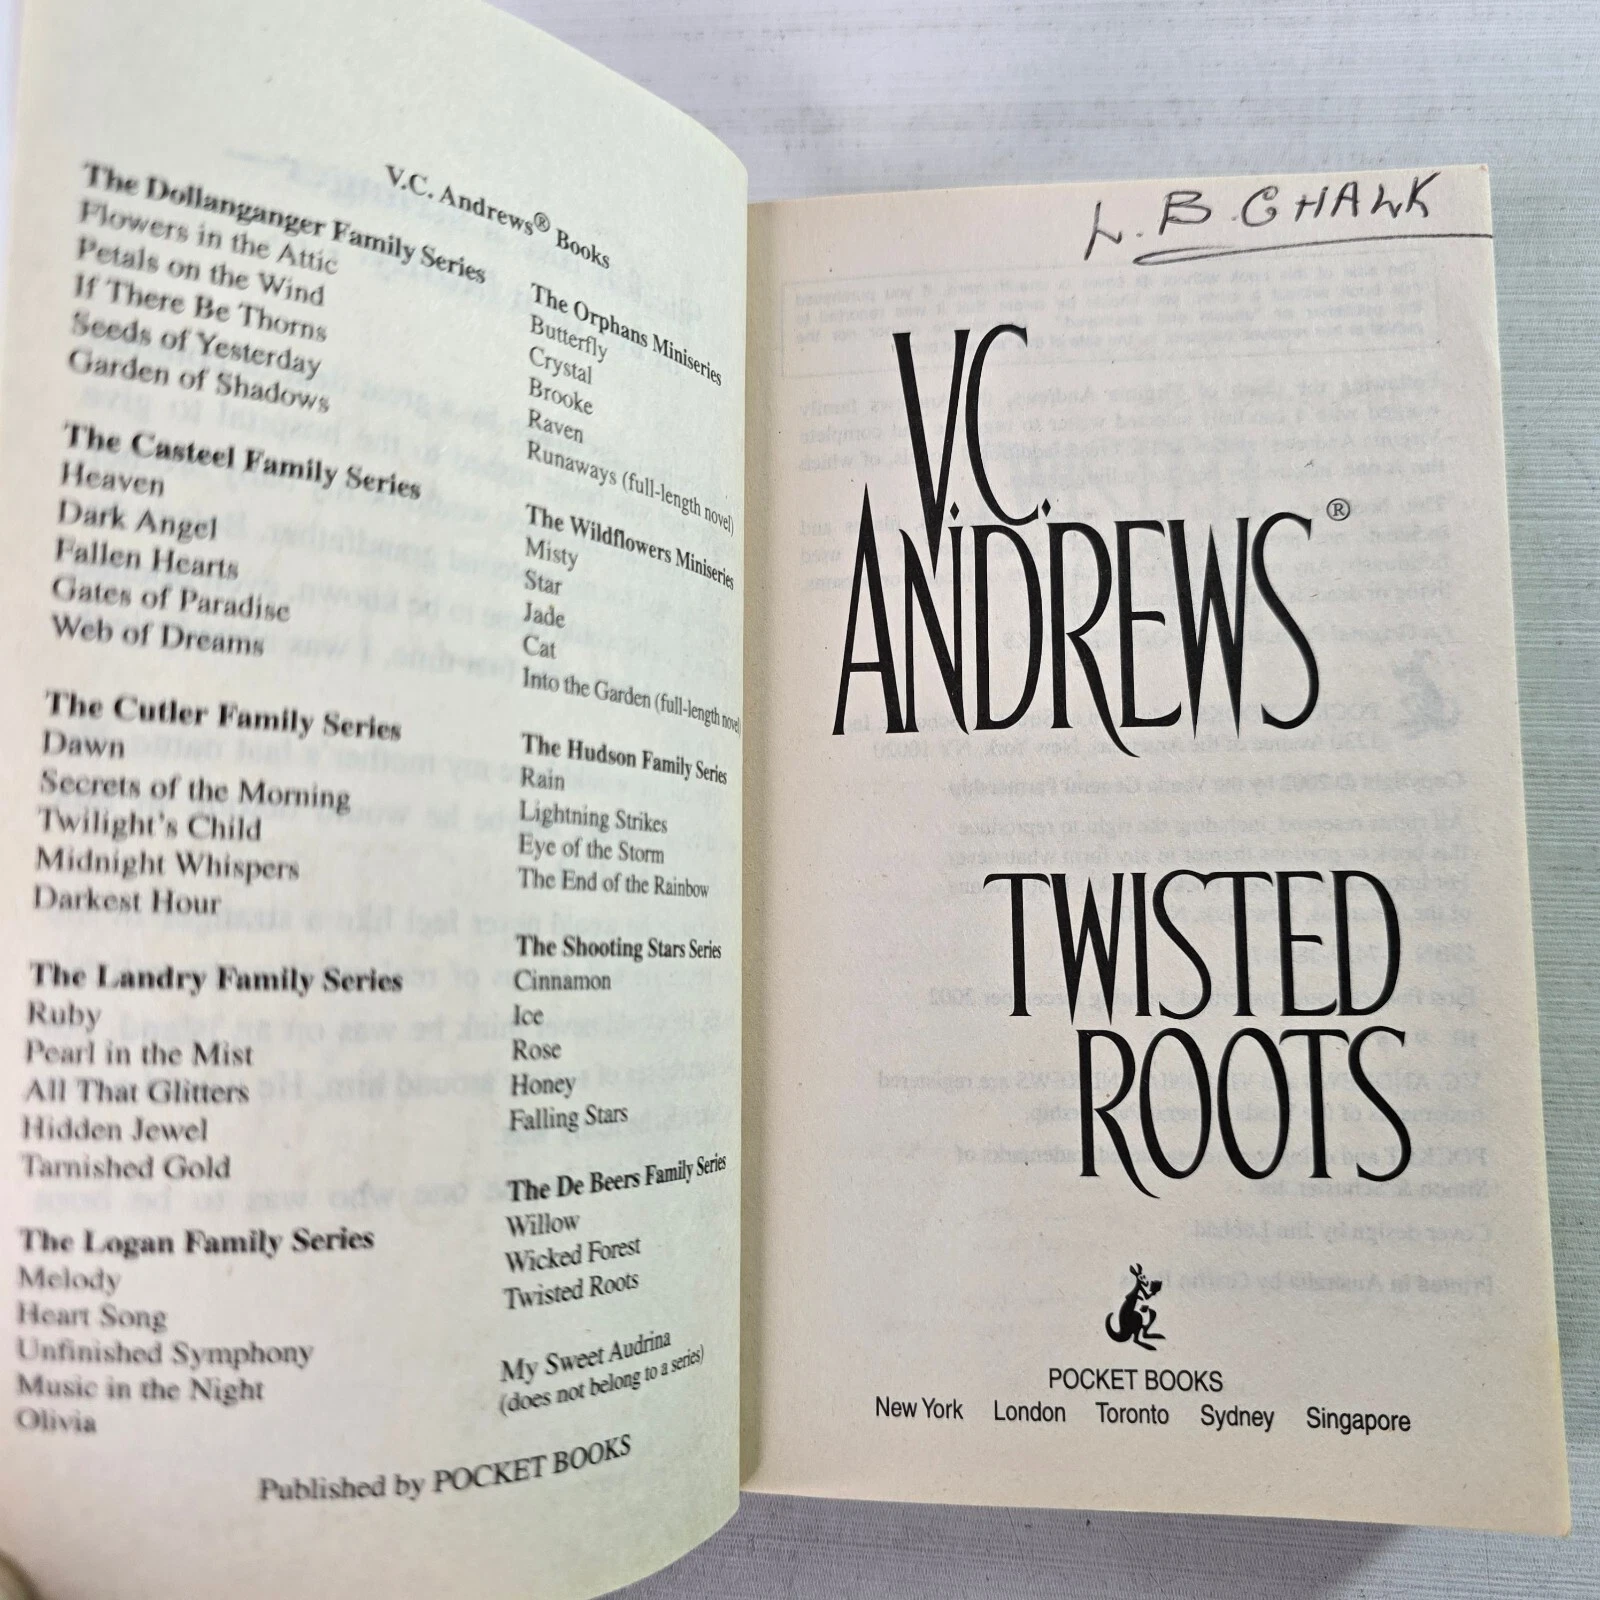 V.C. Andrews® Books
The Dollanganger Family Series
Flowers in the Attic
Petals on the Wind
If There Be Thorns
Seeds of Yesterday
Garden of Shadows
The Casteel Family Series
Heaven
Dark Angel
Fallen Hearts
Gates of Paradise
Web of Dreams
The Cutler Family Series
Dawn
Secrets of the Morning
Twilight's Child
Midnight Whispers
Darkest Hour
The Landry Family Series
Ruby
Pearl in the Mist
All That Glitters
Hidden Jewel
Tarnished Gold
The Logan Family Series
Melody
Heart Song
Unfinished Symphony
Music in the Night
Olivia
The Orphans Miniseries
Butterfly
Crystal
Brooke
Raven
Runaways (full-length novel)
The Wildflowers Miniseries
Misty
Star
Jade
Cat
Into the Garden (full-length novel)
The Hudson Family Series
Rain
Lightning Strikes
Eye of the Storm
The End of the Rainbow
The Shooting Stars Series
Cinnamon
Ice
Rose
Honey
Falling Stars
The De Beers Family Series
Willow
Wicked Forest
Twisted Roots
My Sweet Audrina
(does not belong to a series)
Published by POCKET BOOKS
L. B. CHALK
V.C.
ANDREWS®
TWISTED
ROOTS
POCKET BOOKS
New York London Toronto Sydney Singapore